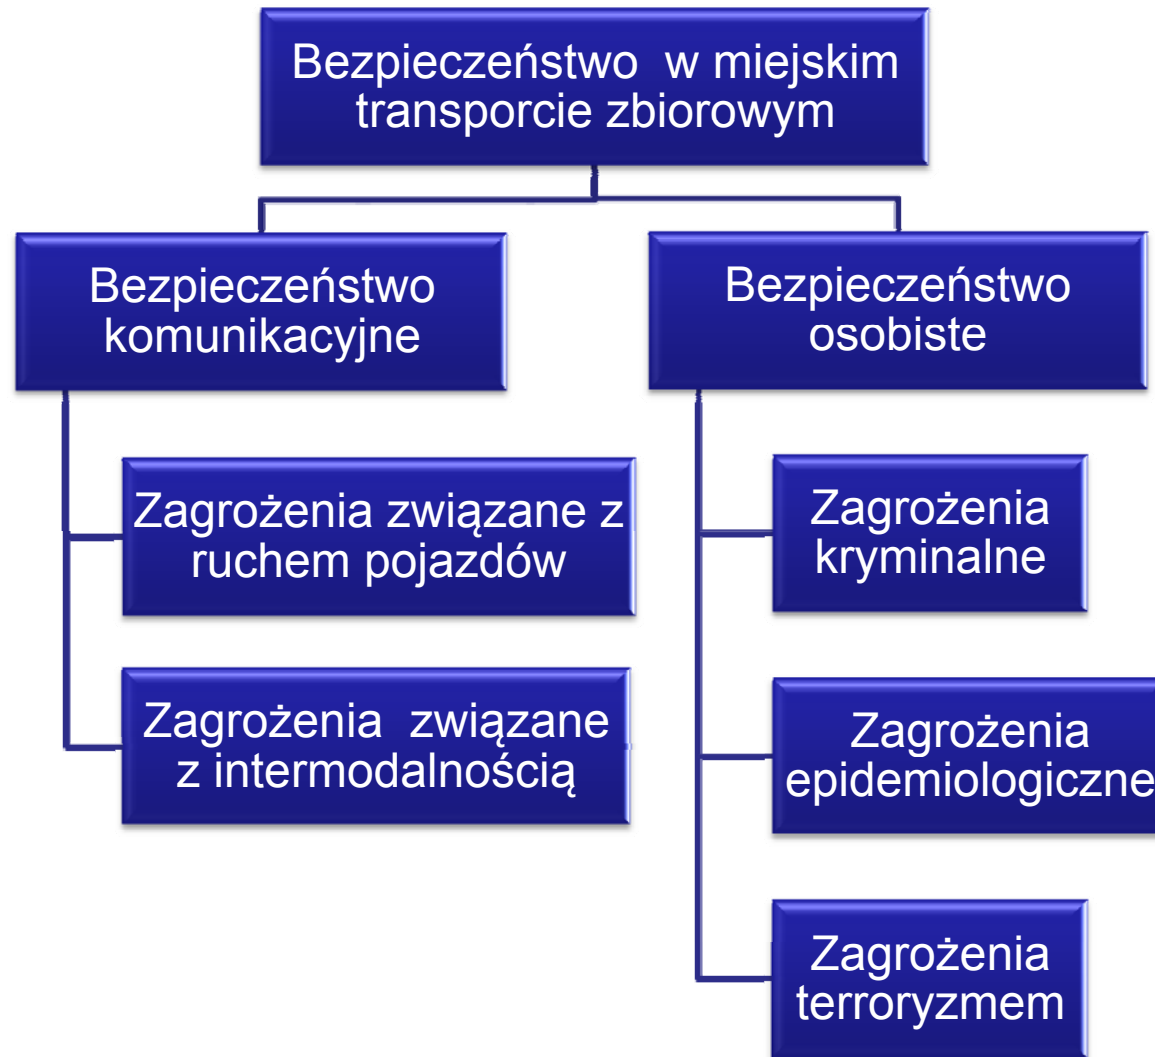 Bezpieczeństwo w miejskim
transporcie zbiorowym
Bezpieczeństwo
komunikacyjne
Zagrożenia związane z
ruchem pojazdów
Zagrożenia związane
z intermodalnością
Bezpieczeństwo
osobiste
Zagrożenia
kryminalne
Zagrożenia
epidemiologiczne
Zagrożenia
terroryzmem